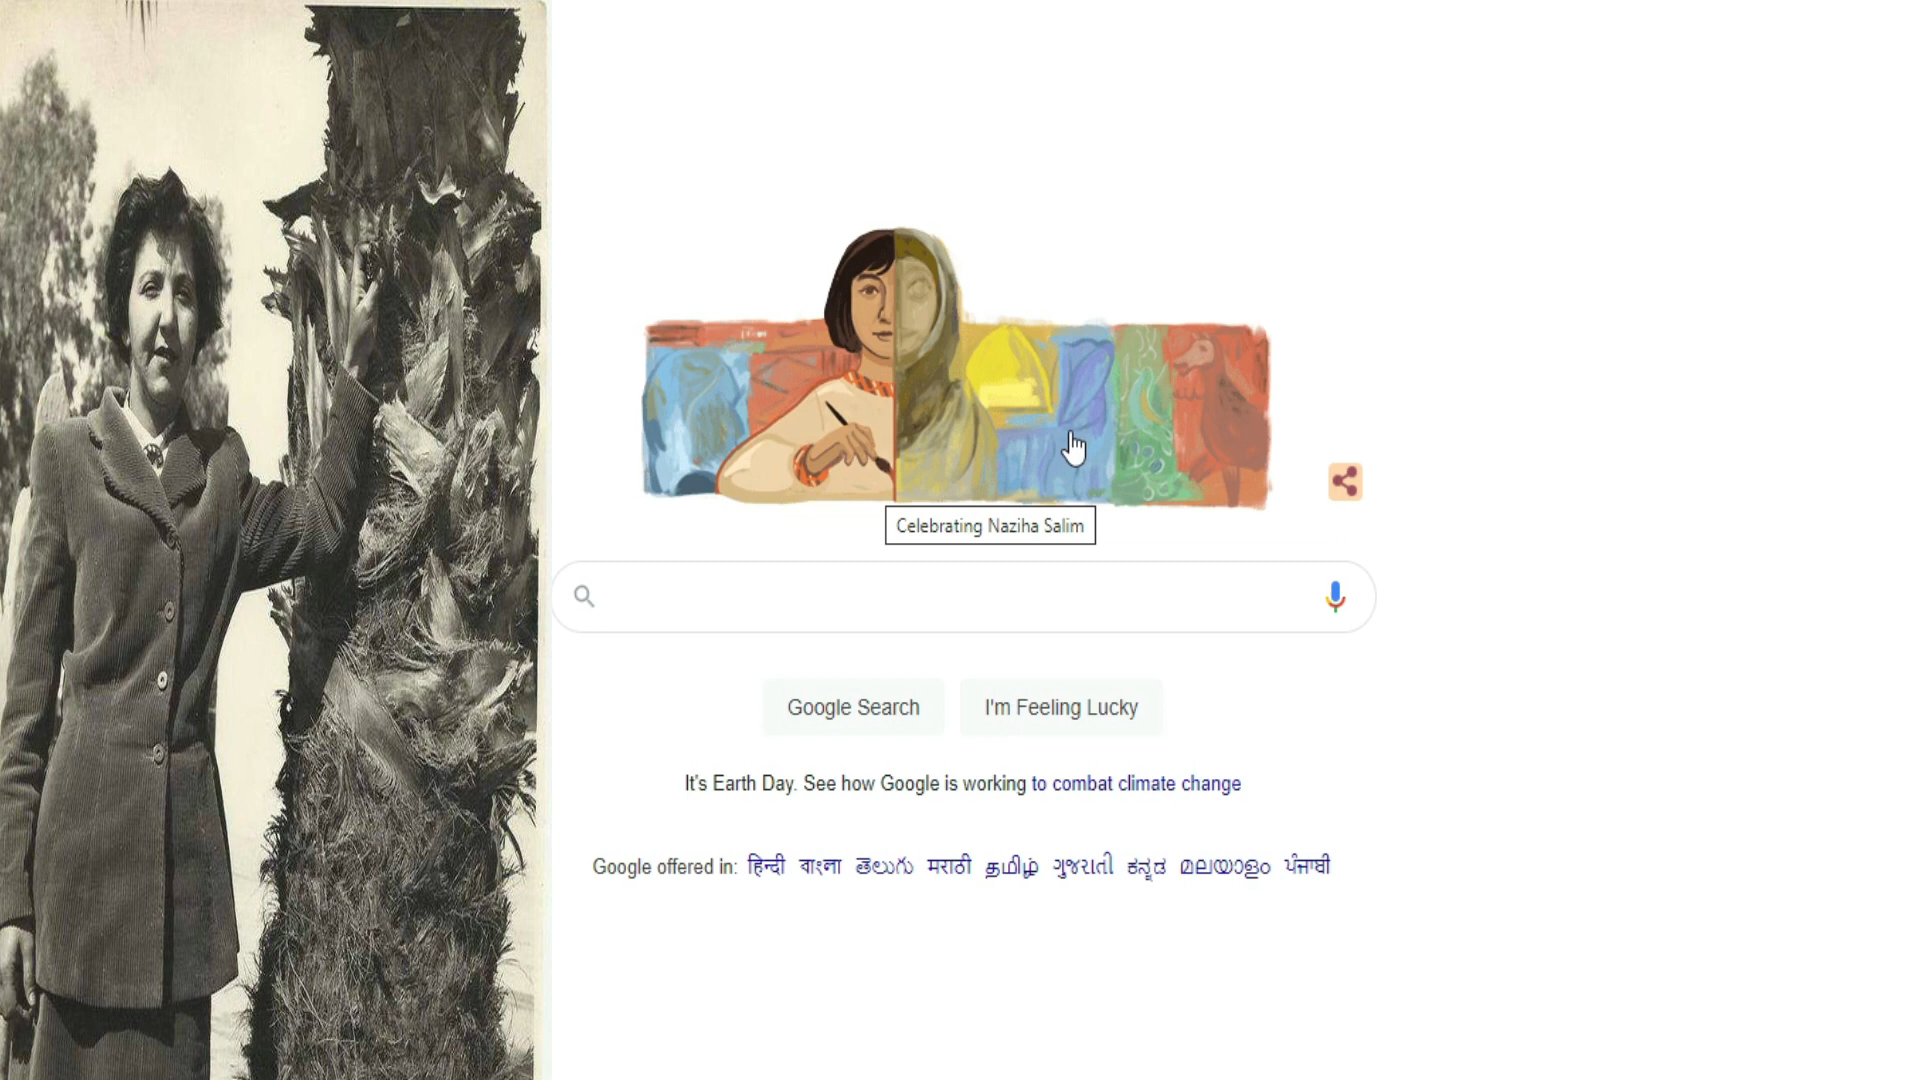 Celebrating Naziha Salim
Google Search I'm Feeling Lucky
It's Earth Day. See how Google is working to combat climate change
Google offered in: हिन्दी বাংলা తెలుగు मराठी தமிழ் ગુજરાતી ಕನ್ನಡ മലയാളം ਪੰਜਾਬੀ